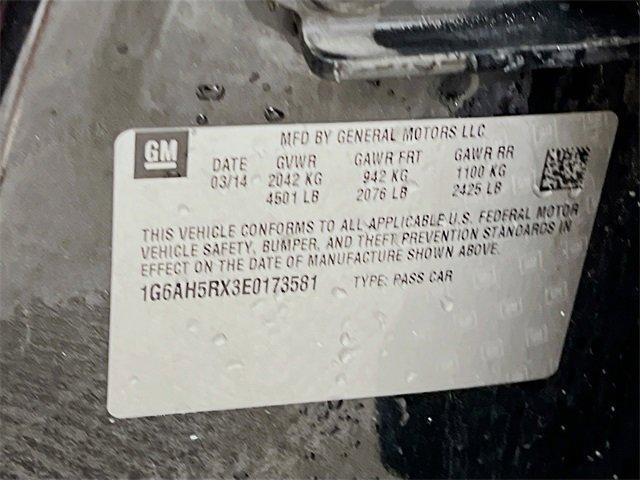 GM
MFD BY GENERAL MOTORS LLC
DATE GVWR GAWR FRT GAWR RR
03/14 2042 KG 942 KG 1100 KG
4501 LB 2076 LB 2425 LB
THIS VEHICLE CONFORMS TO ALL APPLICABLE U.S. FEDERAL MOTOR
VEHICLE SAFETY, BUMPER, AND THEFT PREVENTION STANDARDS IN
EFFECT ON THE DATE OF MANUFACTURE SHOWN ABOVE.
1G6AH5RX3E0173581 TYPE: PASS CAR